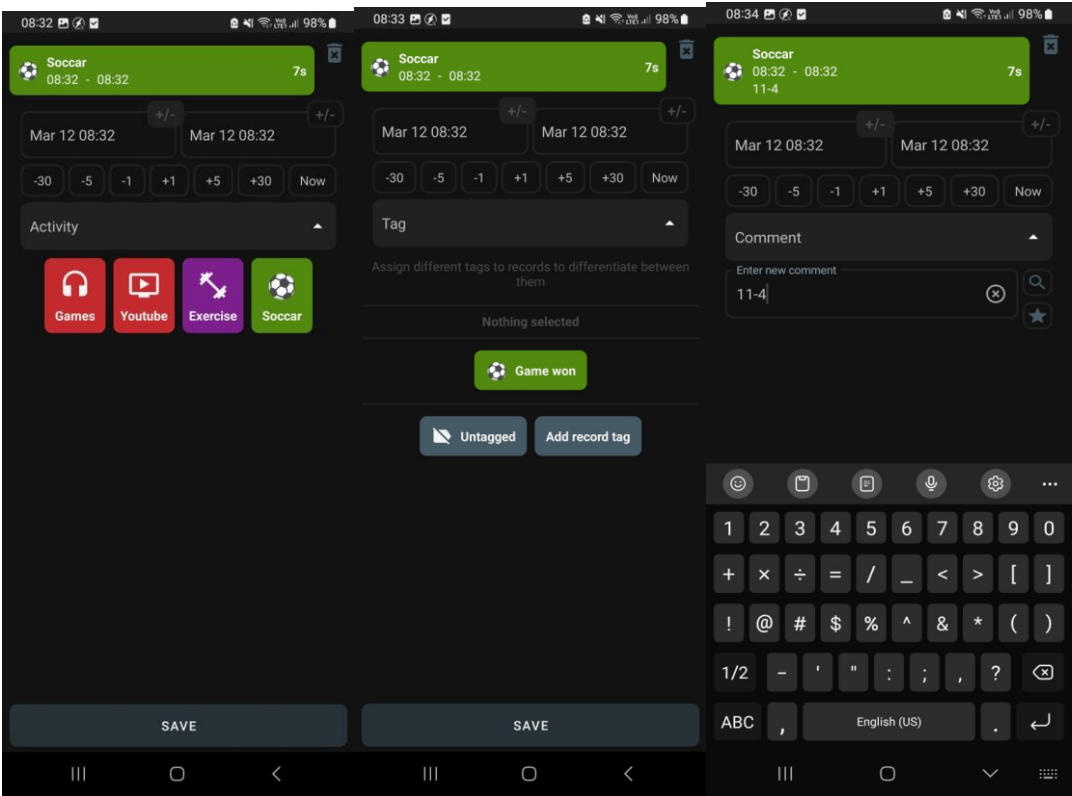 08:32 98%
Soccar
08:32 - 08:32
7s
+/- +/-
Mar 12 08:32 Mar 12 08:32
-30 -5 -1 +1 +5 +30 Now
Activity
Games Youtube Exercise Soccar
SAVE
08:33 98%
Soccar
08:32 - 08:32
7s
+/- +/-
Mar 12 08:32 Mar 12 08:32
-30 -5 -1 +1 +5 +30 Now
Tag
Assign different tags to records to differentiate between
them
Nothing selected
Game won
Untagged Add record tag
SAVE
08:34 98%
Soccar
08:32 - 08:32
7s
11-4
+/- +/-
Mar 12 08:32 Mar 12 08:32
-30 -5 -1 +1 +5 +30 Now
Comment
Enter new comment
11-4
1 2 3 4 5 6 7 8 9 0
+ × ÷ = / _ < > [ ]
! @ # $ % ^ & * ( )
1/2 - ' " : ; , ?
ABC , English (US) .